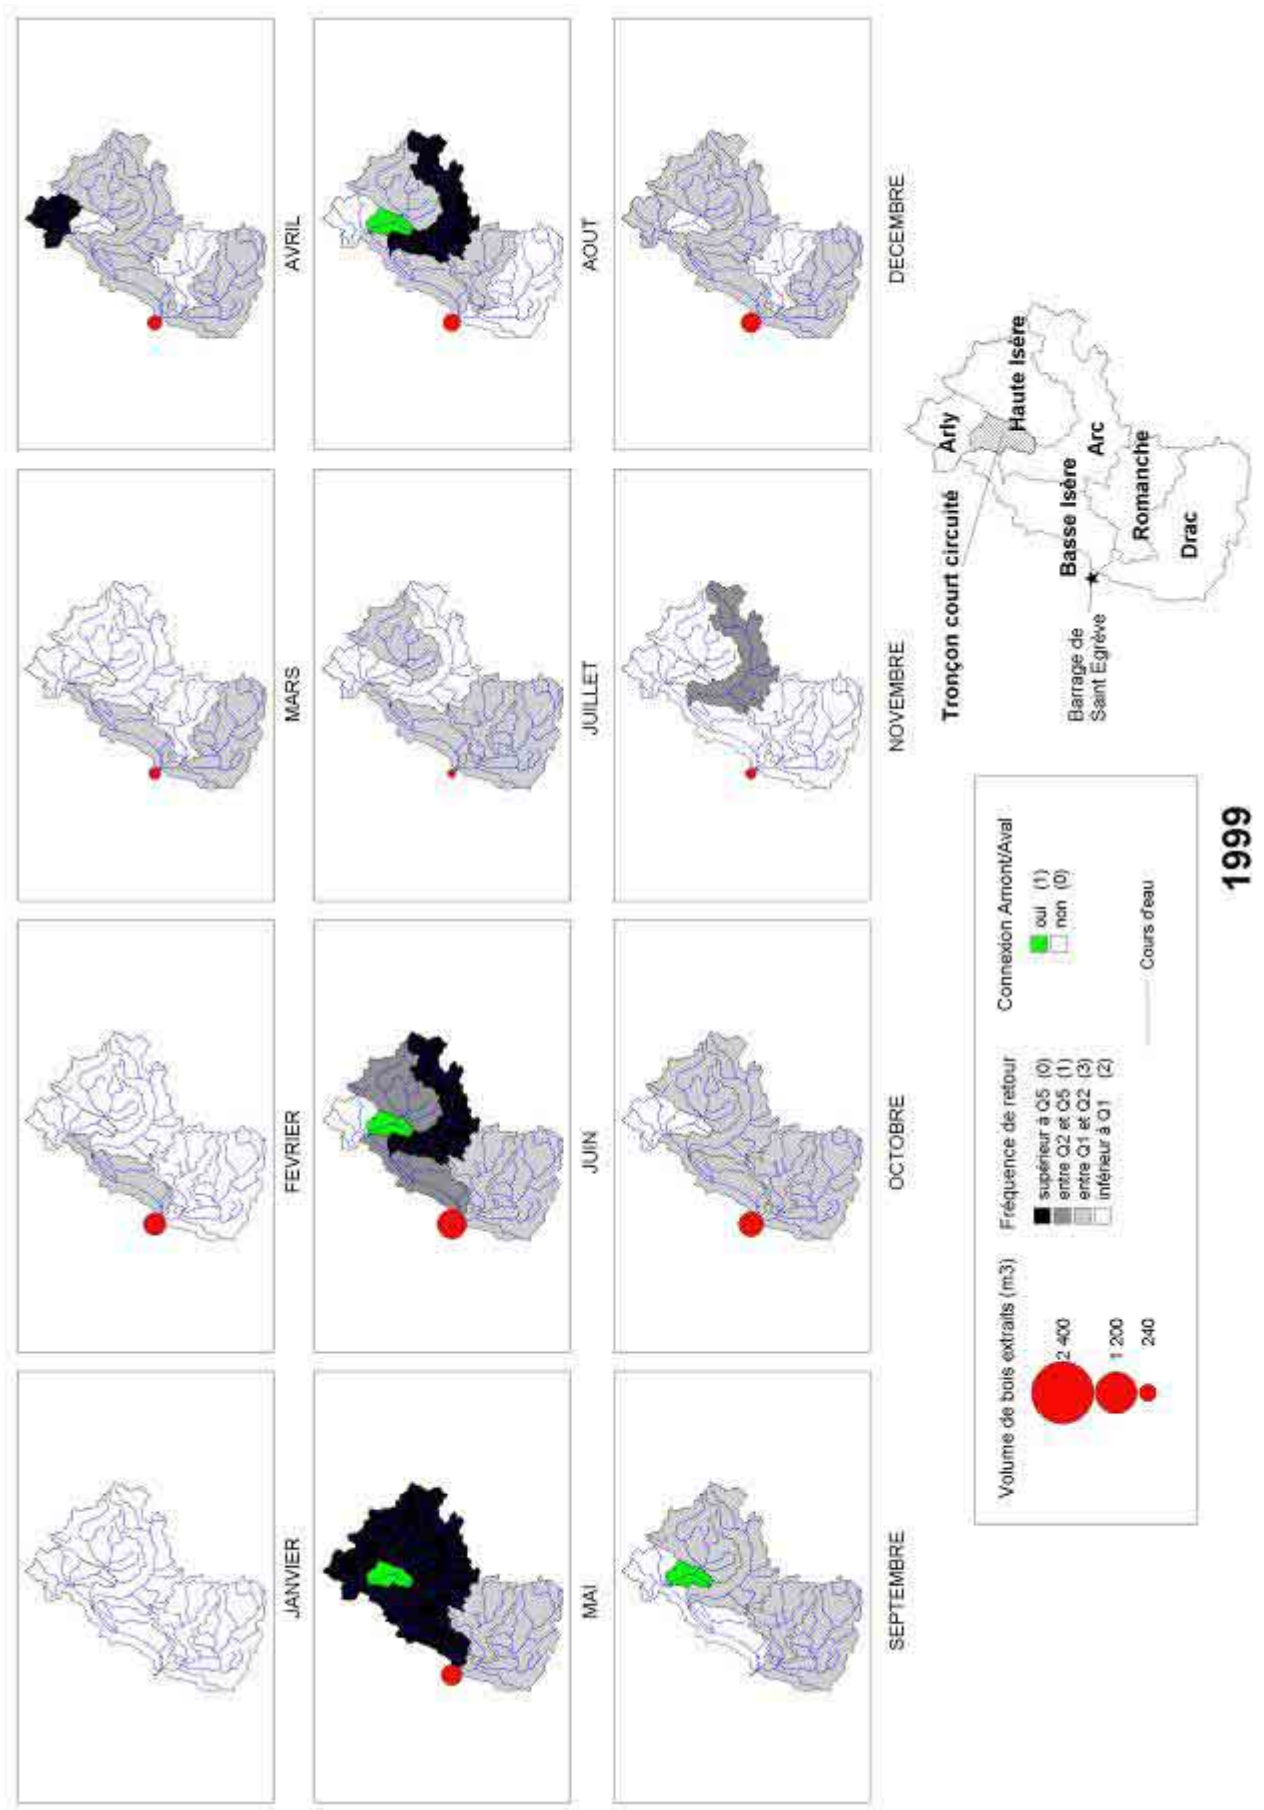 JANVIER
FEVRIER
MARS
AVRIL
MAI
JUIN
JUILLET
AOUT
SEPTEMBRE
OCTOBRE
NOVEMBRE
DECEMBRE
Volume de bois extraits (m3)
2 400
1 200
240
Fréquence de retour
supérieur à Q5 (0)
entre Q2 et Q5 (1)
entre Q1 et Q2 (3)
inférieur à Q1 (2)
Connexion Amont/Aval
oui (1)
non (0)
Cours d'eau
Tronçon court circuité
Arly
Haute Isère
Basse Isère
Arc
Romanche
Drac
Barrage de
Saint Egrève
1999